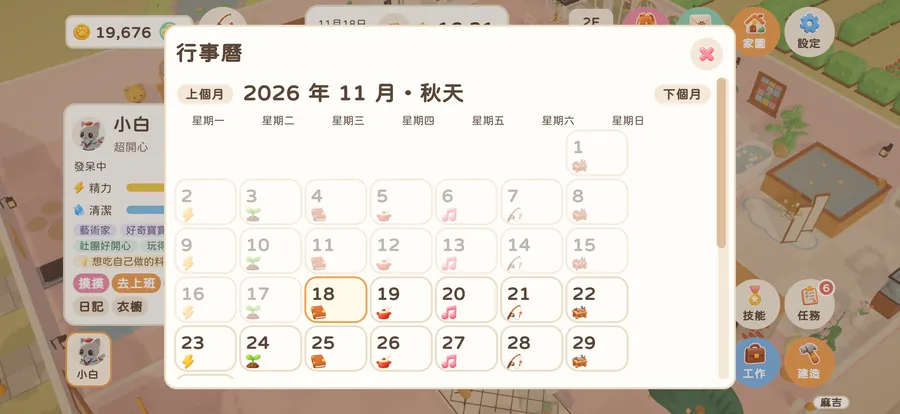 19,676
11月18日
2F
家園
設定
行事曆
上個月
2026 年 11 月・秋天
下個月
星期一 星期二 星期三 星期四 星期五 星期六 星期日
1
2 3 4 5 6 7 8
9 10 11 12 13 14 15
16 17 18 19 20 21 22
23 24 25 26 27 28 29
小白
超開心
發呆中
精力
清潔
藝術家 好奇寶寶
社團好開心 玩得
想吃自己做的料
摸摸 去上班
日記 衣櫥
小白
技能
6
任務
工作
建造
麻吉